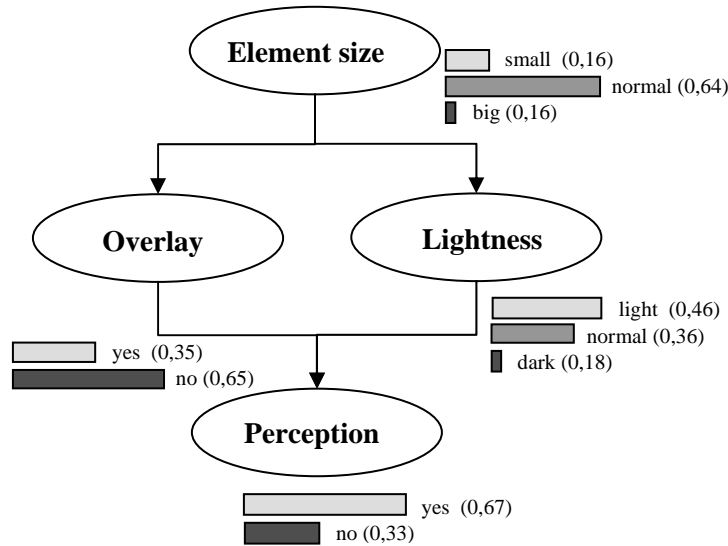 Element size
small (0,16)
normal (0,64)
big (0,16)
Overlay
Lightness
light (0,46)
normal (0,36)
dark (0,18)
yes (0,35)
no (0,65)
Perception
yes (0,67)
no (0,33)